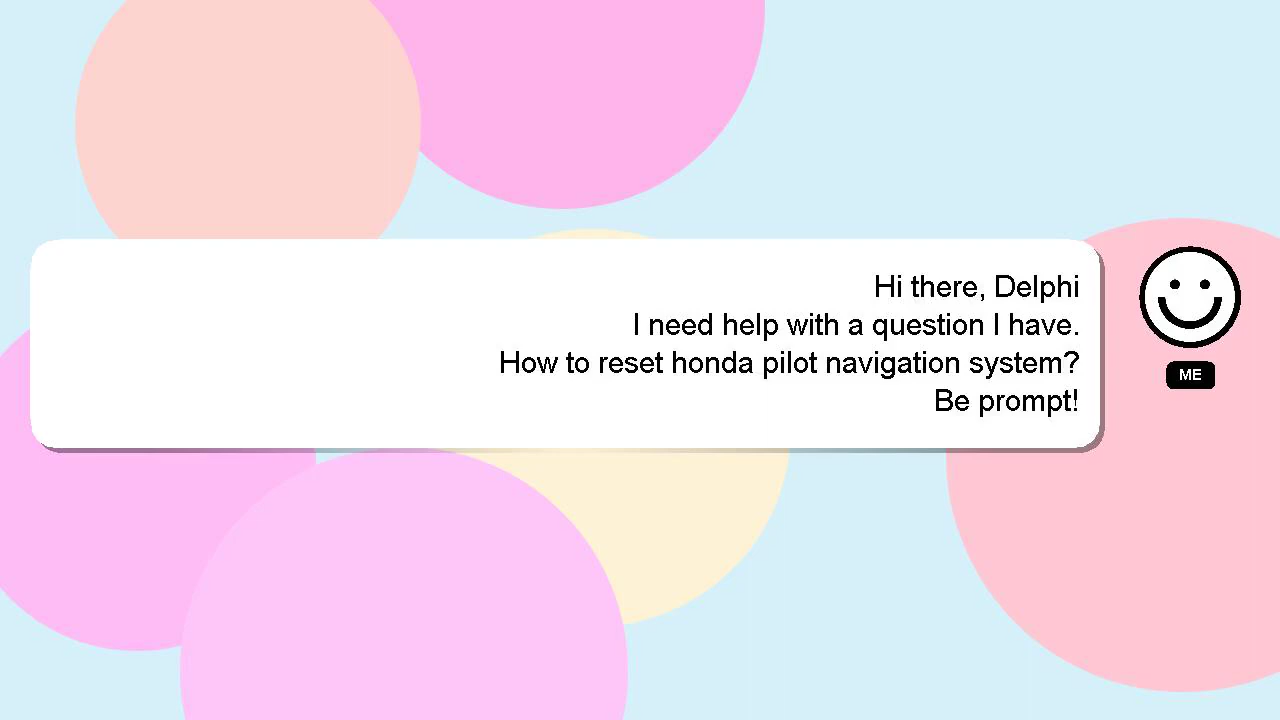 Hi there, Delphi
I need help with a question I have.
How to reset honda pilot navigation system?
Be prompt!
ME